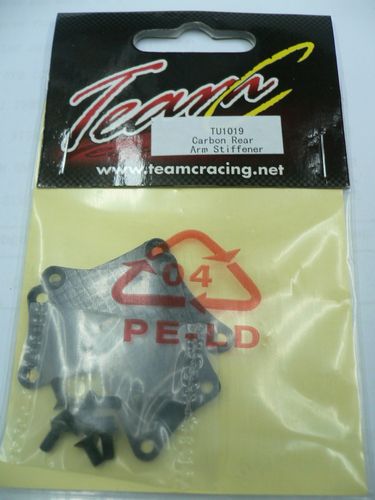 Team C
TU1019
Carbon Rear
Arm Stiffener
www.teamcracing.net
04
PE-LD